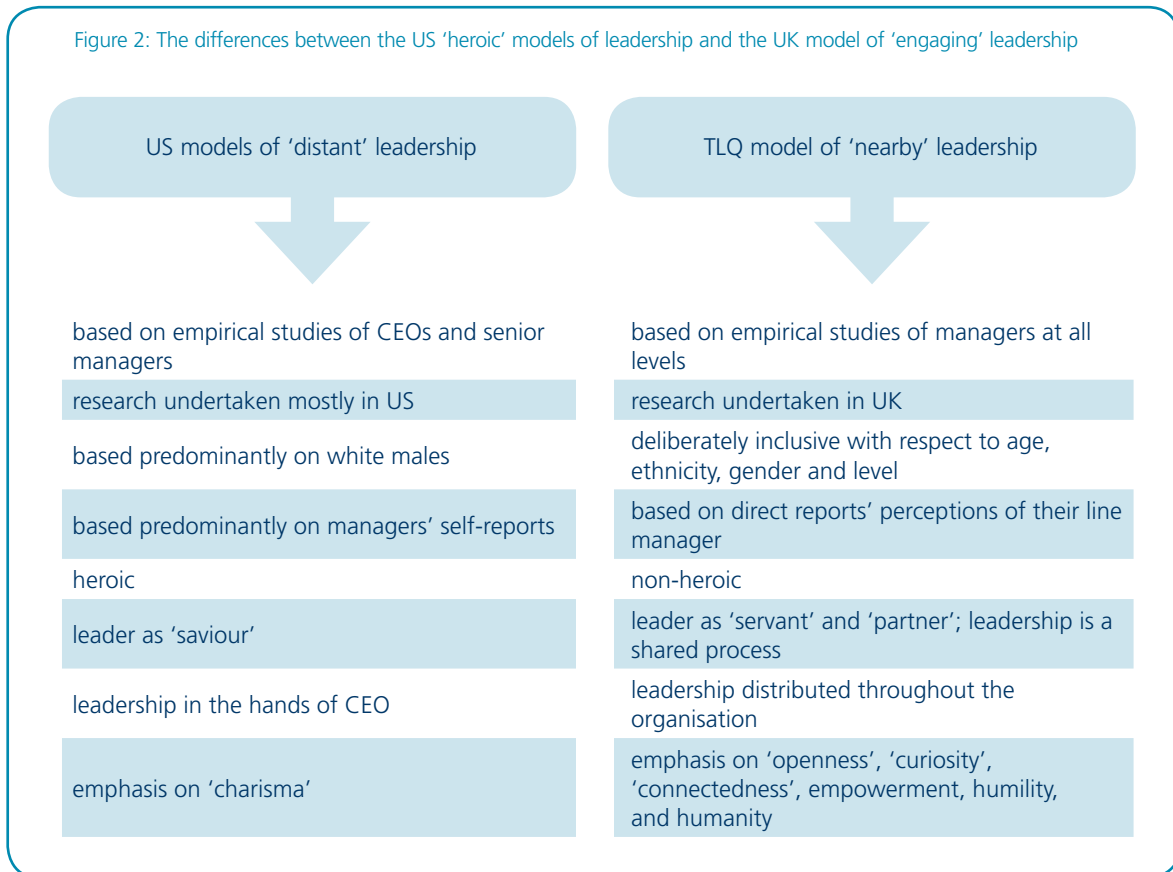 Figure 2: The differences between the US ‘heroic’ models of leadership and the UK model of ‘engaging’ leadership
US models of ‘distant’ leadership
TLQ model of ‘nearby’ leadership
based on empirical studies of CEOs and senior
managers
based on empirical studies of managers at all
levels
research undertaken mostly in US
research undertaken in UK
based predominantly on white males
deliberately inclusive with respect to age,
ethnicity, gender and level
based predominantly on managers’ self-reports
based on direct reports’ perceptions of their line
manager
heroic
non-heroic
leader as ‘saviour’
leader as ‘servant’ and ‘partner’; leadership is a
shared process
leadership in the hands of CEO
leadership distributed throughout the
organisation
emphasis on ‘charisma’
emphasis on ‘openness’, ‘curiosity’,
‘connectedness’, empowerment, humility,
and humanity